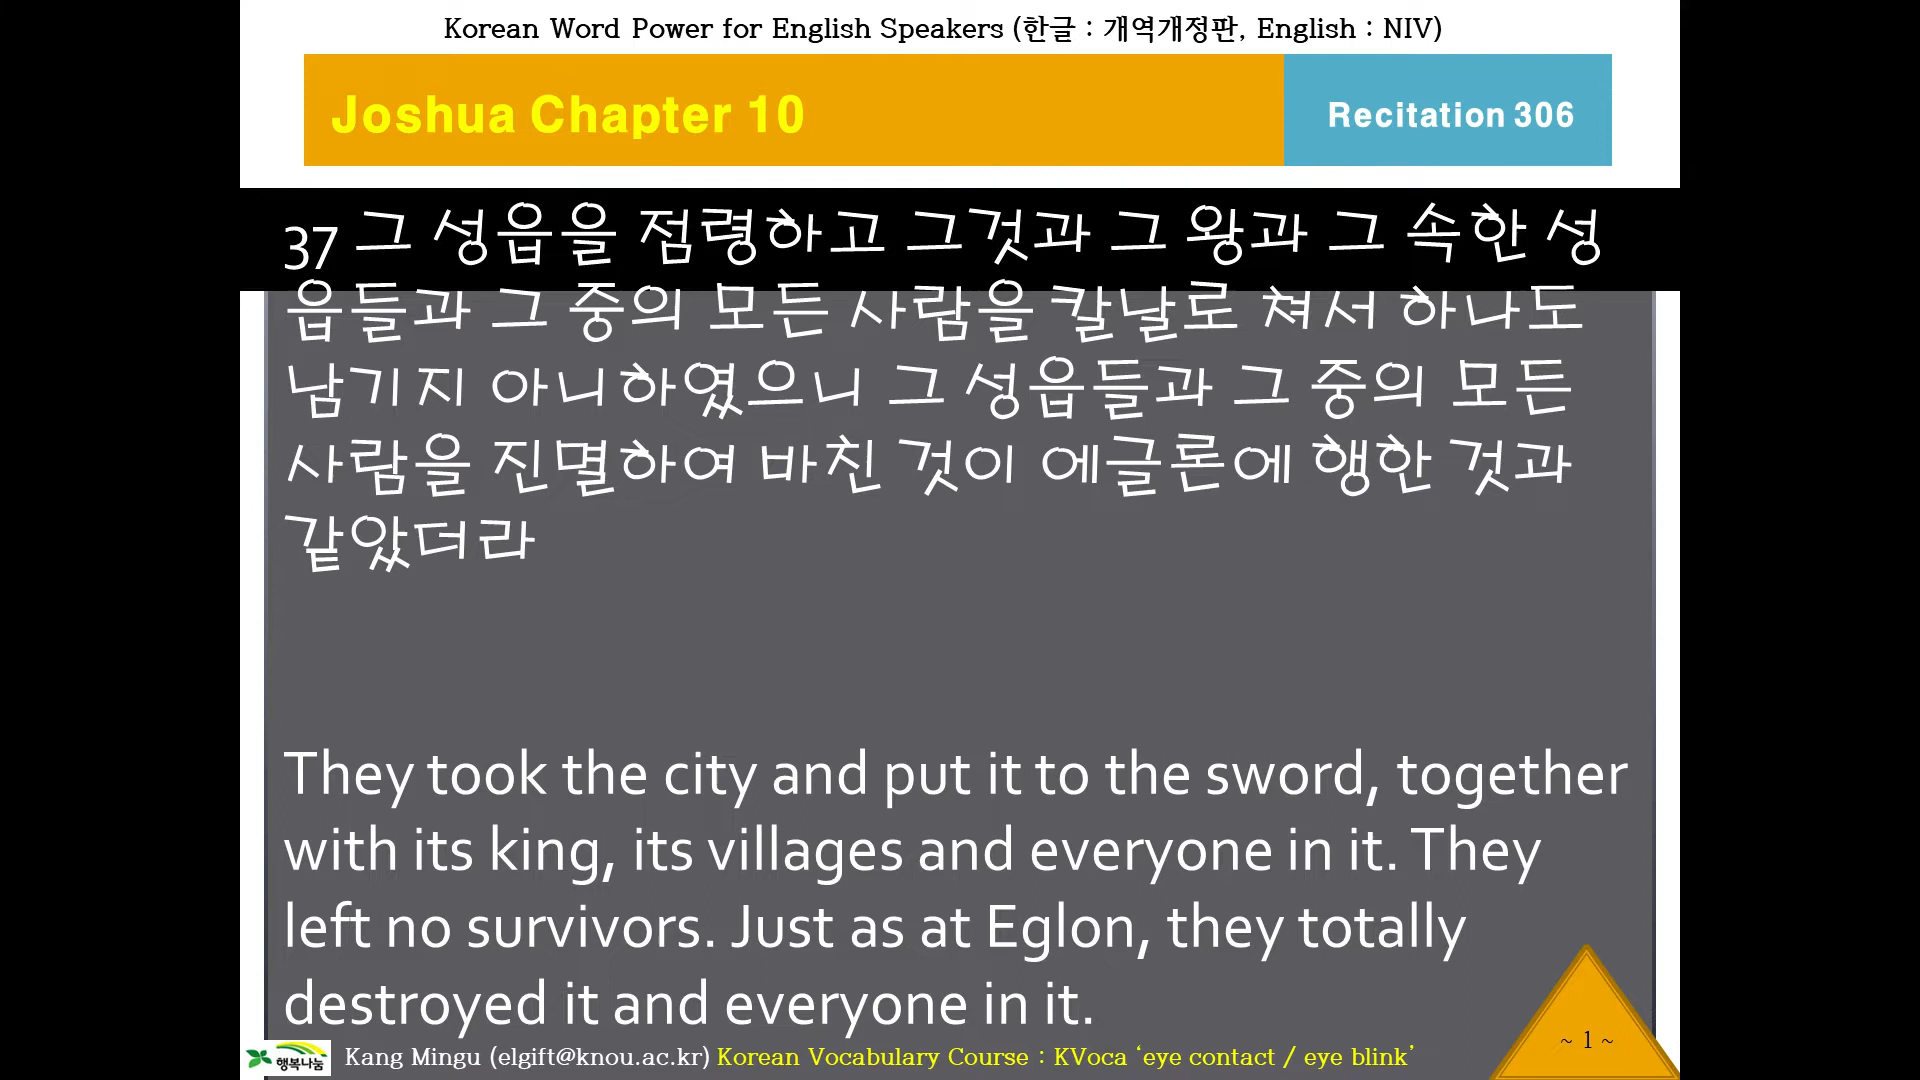 Korean Word Power for English Speakers (한글 : 개역개정판, English : NIV)
Joshua Chapter 10
Recitation 306
37 그 성읍을 점령하고 그것과 그 왕과 그 속한 성
읍들과 그 중의 모든 사람을 칼날로 쳐서 하나도
남기지 아니하였으니 그 성읍들과 그 중의 모든
사람을 진멸하여 바친 것이 에글론에 행한 것과
같았더라
They took the city and put it to the sword, together
with its king, its villages and everyone in it. They
left no survivors. Just as at Eglon, they totally
destroyed it and everyone in it.
행복나눔
Kang Mingu (elgift@knou.ac.kr) Korean Vocabulary Course : KVoca ‘eye contact / eye blink’
~ 1 ~